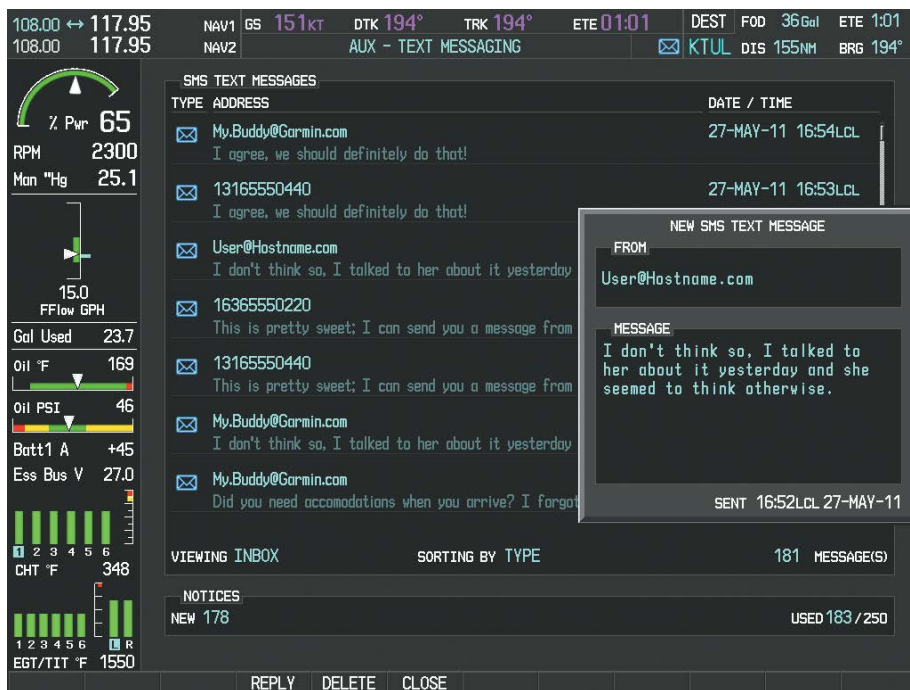 108.00 ↔ 117.95 NAV1 GS 151KT DTK 194° TRK 194° ETE 01:01 DEST FOD 36Gal ETE 1:01
108.00 117.95 NAV2 AUX - TEXT MESSAGING KTUL DIS 155NM BRG 194°
% Pwr 65
RPM 2300
Man "Hg 25.1
15.0
FFlow GPH
Gal Used 23.7
Oil °F 169
Oil PSI 46
Batt1 A +45
Ess Bus V 27.0
1 2 3 4 5 6
CHT °F 348
1 2 3 4 5 6 L R
EGT/TIT °F 1550
SMS TEXT MESSAGES
TYPE ADDRESS DATE / TIME
My.Buddy@Garmin.com 27-MAY-11 16:54LCL
I agree, we should definitely do that!
13165550440 27-MAY-11 16:53LCL
I agree, we should definitely do that!
User@Hostname.com
I don't think so, I talked to her about it yesterday
16365550220
This is pretty sweet; I can send you a message from
13165550440
This is pretty sweet; I can send you a message from
My.Buddy@Garmin.com
I don't think so, I talked to her about it yesterday
My.Buddy@Garmin.com
Did you need accomodations when you arrive? I forgot
NEW SMS TEXT MESSAGE
FROM
User@Hostname.com
MESSAGE
I don't think so, I talked to
her about it yesterday and she
seemed to think otherwise.
SENT 16:52LCL 27-MAY-11
VIEWING INBOX SORTING BY TYPE 181 MESSAGE(S)
NOTICES
NEW 178 USED 183 / 250
REPLY DELETE CLOSE